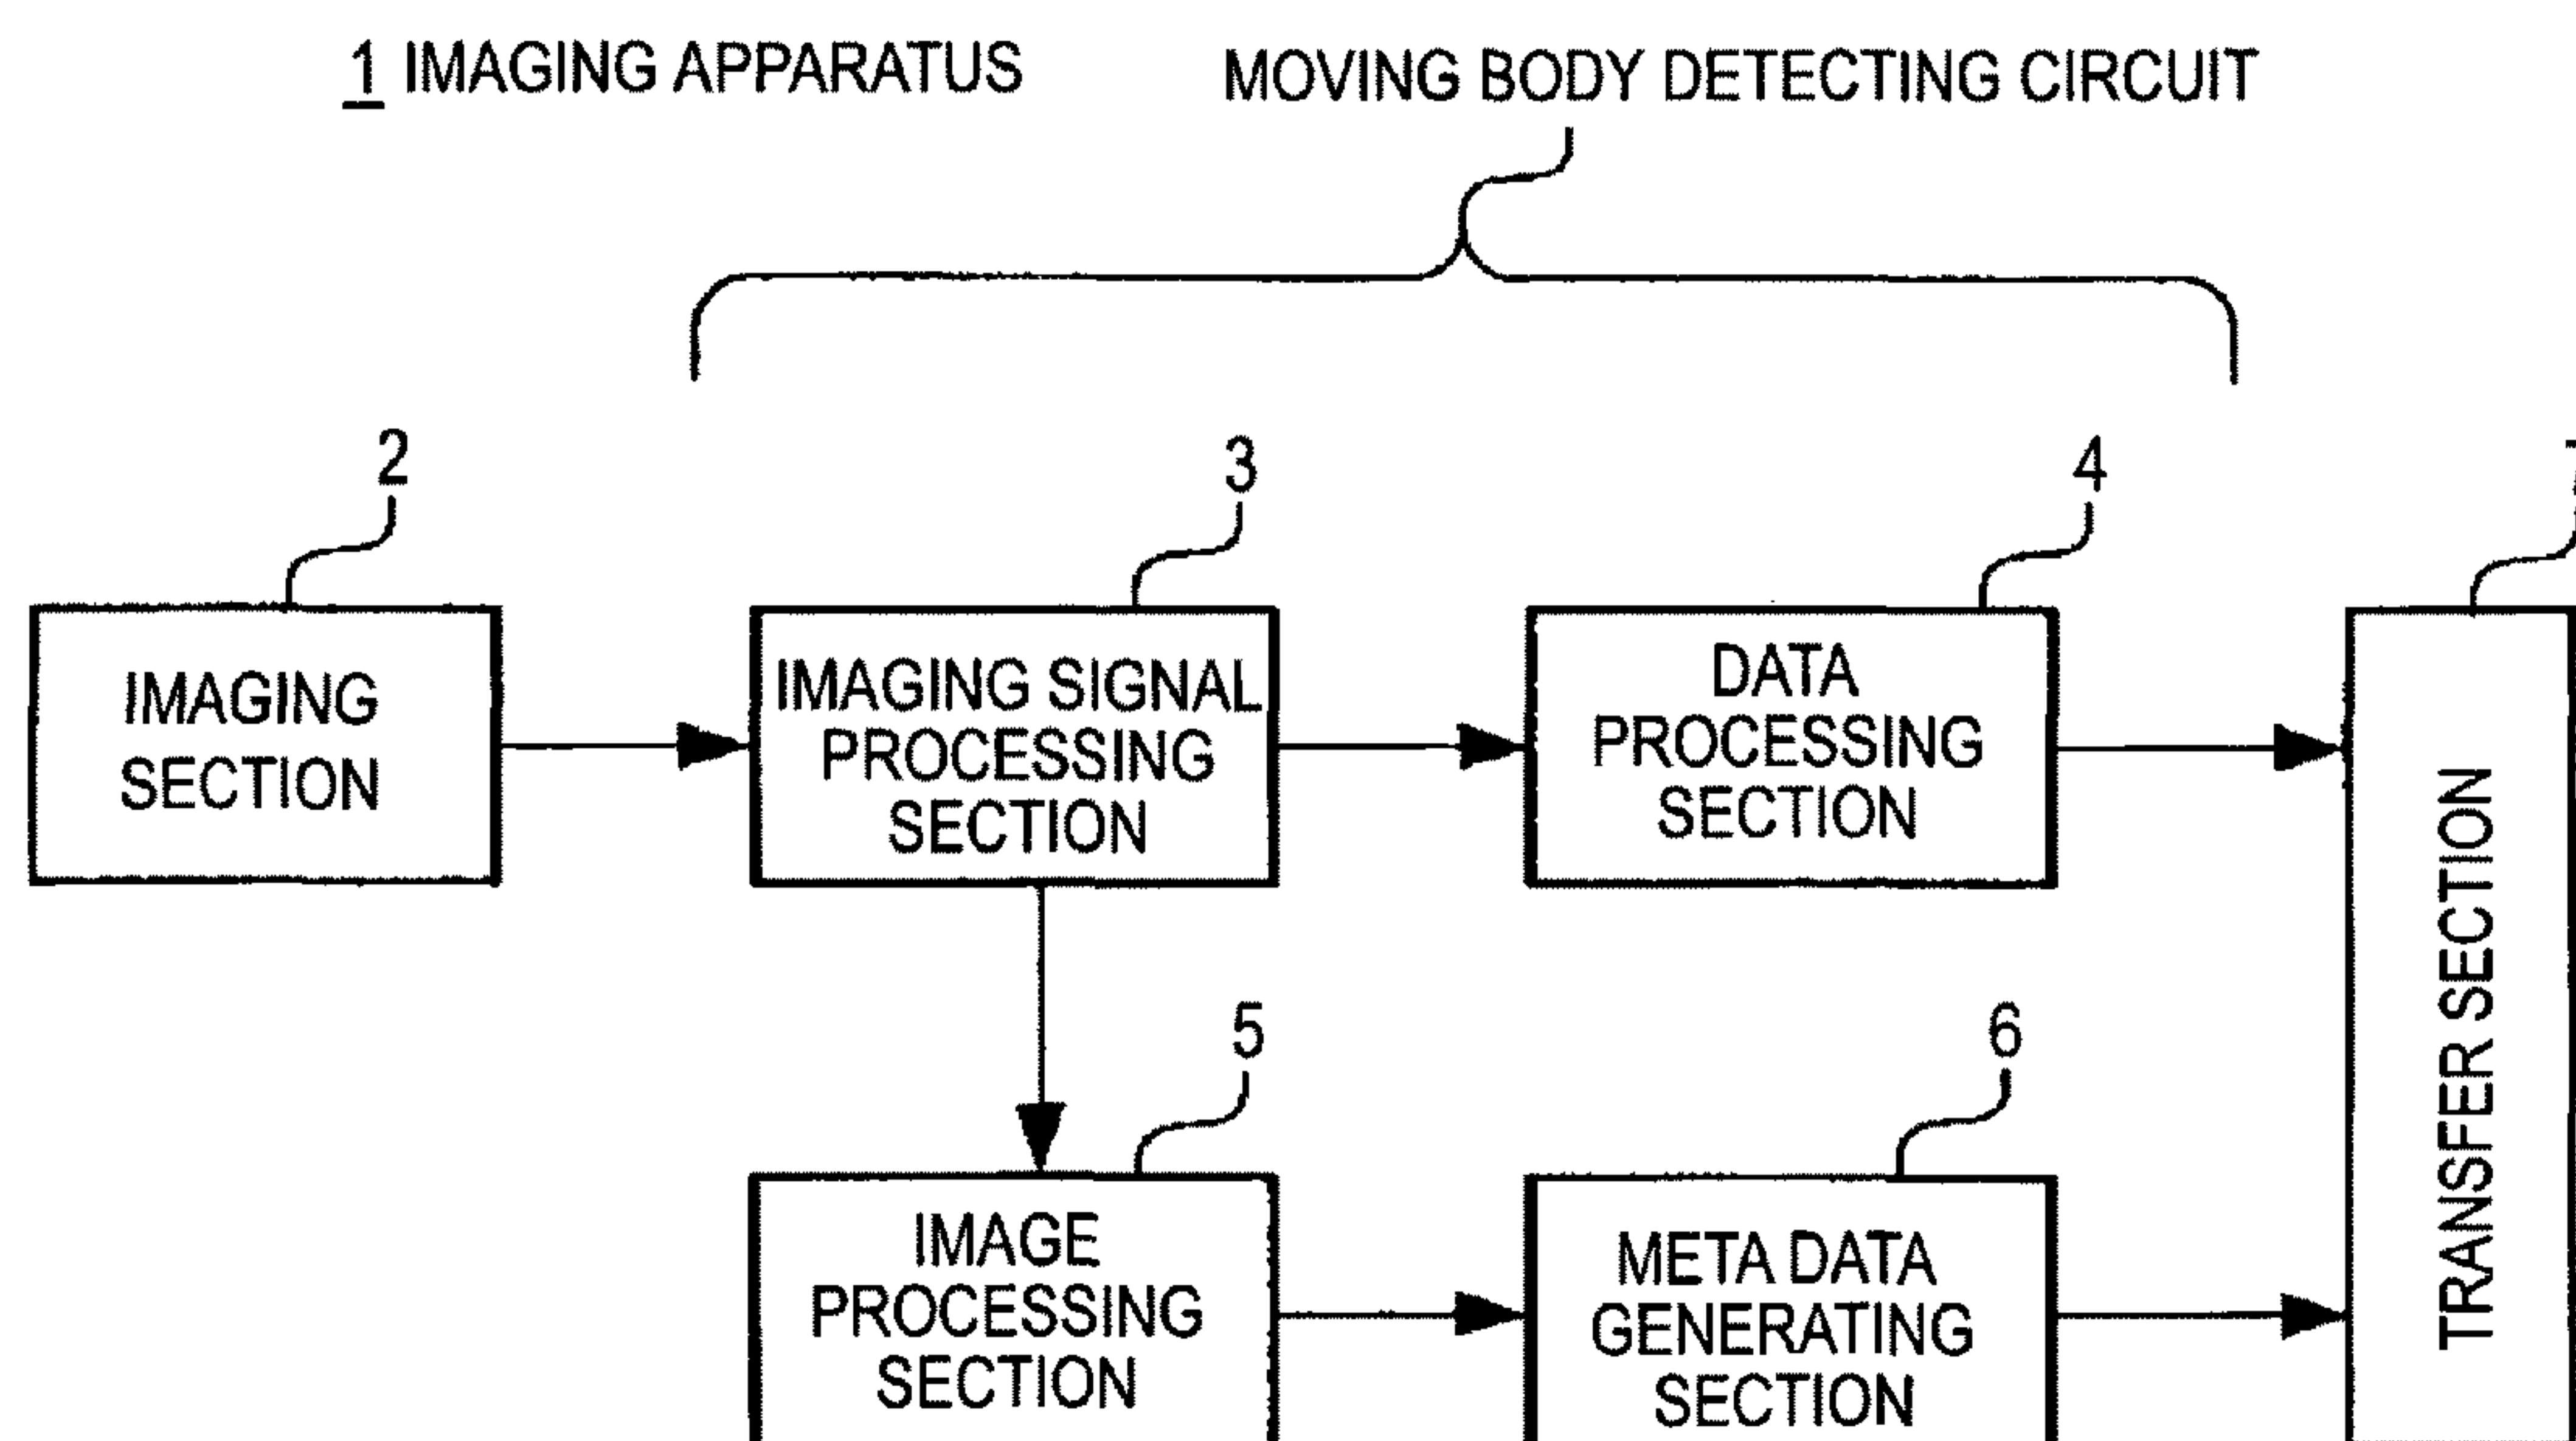 1 IMAGING APPARATUS
MOVING BODY DETECTING CIRCUIT
2
3
4
IMAGING
SECTION
IMAGING SIGNAL
PROCESSING
SECTION
DATA
PROCESSING
SECTION
TRANSFER SECTION
5
6
IMAGE
PROCESSING
SECTION
META DATA
GENERATING
SECTION